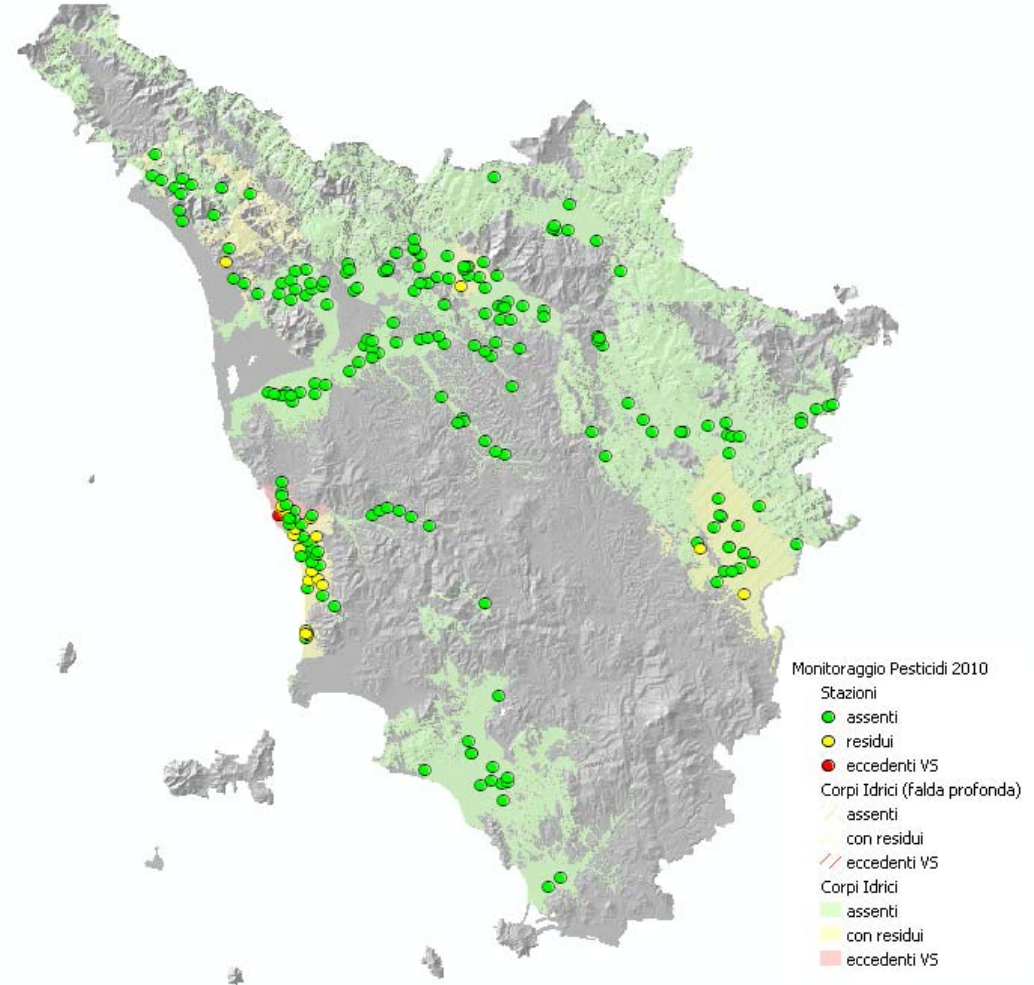 Monitoraggio Pesticidi 2010
Stazioni
assenti
residui
eccedenti VS
Corpi Idrici (falda profonda)
assenti
con residui
eccedenti VS
Corpi Idrici
assenti
con residui
eccedenti VS